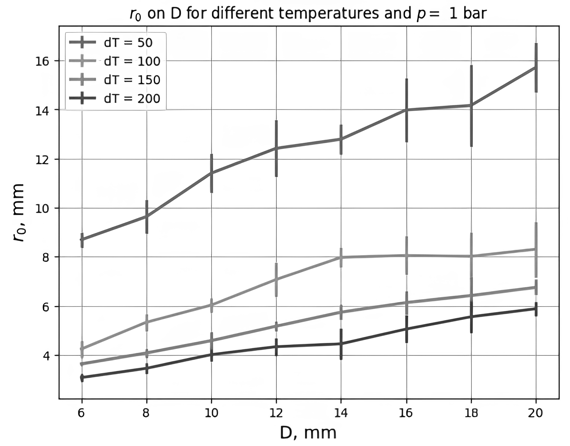 r₀ on D for different temperatures and p = 1 bar
dT = 50
dT = 100
dT = 150
dT = 200
16
14
12
10
8
6
4
r₀, mm
6 8 10 12 14 16 18 20
D, mm